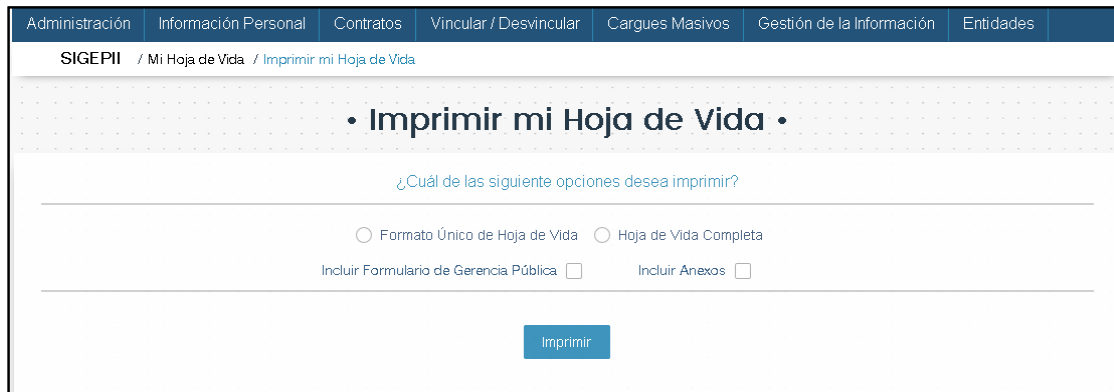 Administración Información Personal Contratos Vincular / Desvincular Cargues Masivos Gestión de la Información Entidades
SIGEPII / Mi Hoja de Vida / Imprimir mi Hoja de Vida
• Imprimir mi Hoja de Vida •
¿Cuál de las siguiente opciones desea imprimir?
Formato Único de Hoja de Vida Hoja de Vida Completa
Incluir Formulario de Gerencia Pública Incluir Anexos
Imprimir